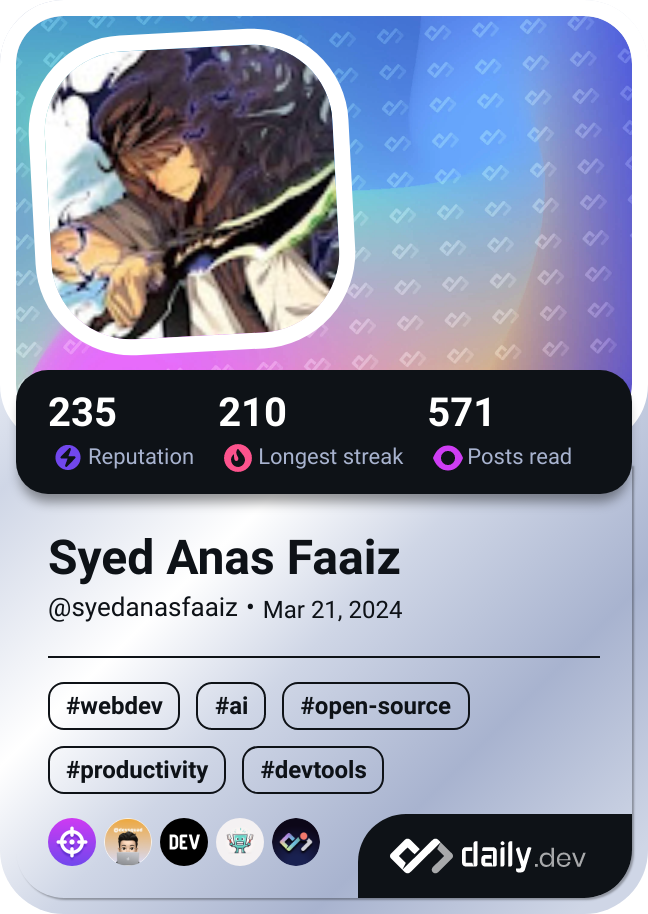 235 210 571
Reputation Longest streak Posts read
Syed Anas Faaiz
@syedanasfaaiz • Mar 21, 2024
#webdev #ai #open-source
#productivity #devtools
DEV
daily.dev